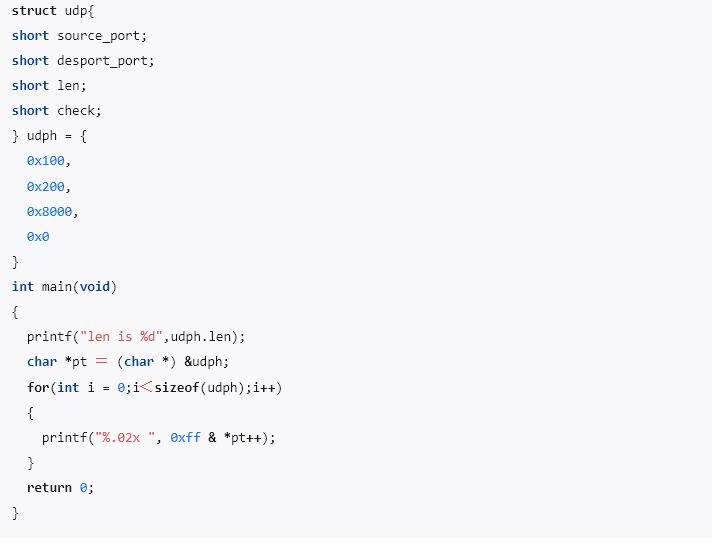 struct udp{
short source_port;
short desport_port;
short len;
short check;
} udph = {
0x100,
0x200,
0x8000,
0x0
}
int main(void)
{
printf("len is %d",udph.len);
char *pt ＝ (char *) &udph;
for(int i = 0;i＜sizeof(udph);i++)
{
printf("%.02x ", 0xff & *pt++);
}
return 0;
}